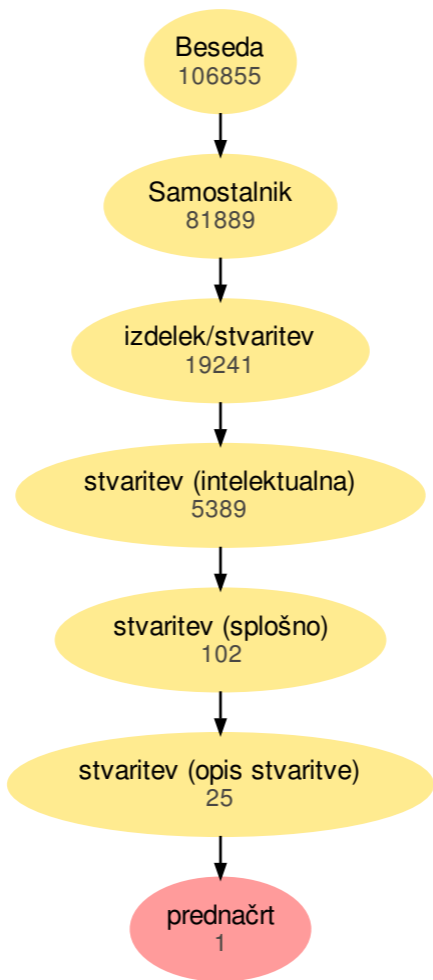 Beseda
106855
Samostalnik
81889
izdelek/stvaritev
19241
stvaritev (intelektualna)
5389
stvaritev (splošno)
102
stvaritev (opis stvaritve)
25
prednačrt
1